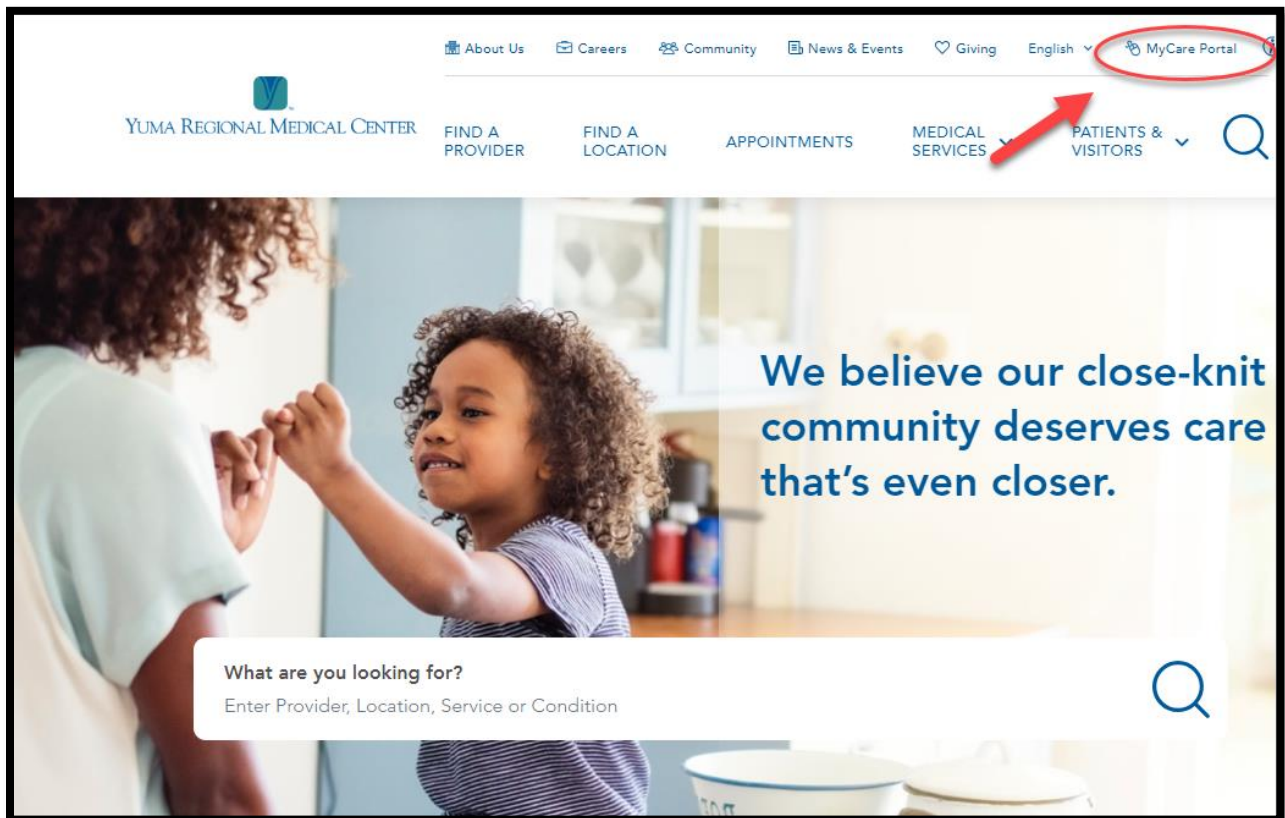 About Us Careers Community News & Events Giving English MyCare Portal
YUMA REGIONAL MEDICAL CENTER
FIND A PROVIDER
FIND A LOCATION
APPOINTMENTS
MEDICAL SERVICES
PATIENTS & VISITORS
We believe our close-knit
community deserves care
that's even closer.
What are you looking for?
Enter Provider, Location, Service or Condition